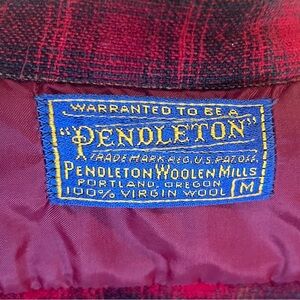 WARRANTED TO BE A
"PENDLETON"
TRADE MARK REG. U.S. PAT. OFF.
PENDLETON WOOLEN MILLS
PORTLAND, OREGON
100% VIRGIN WOOL M